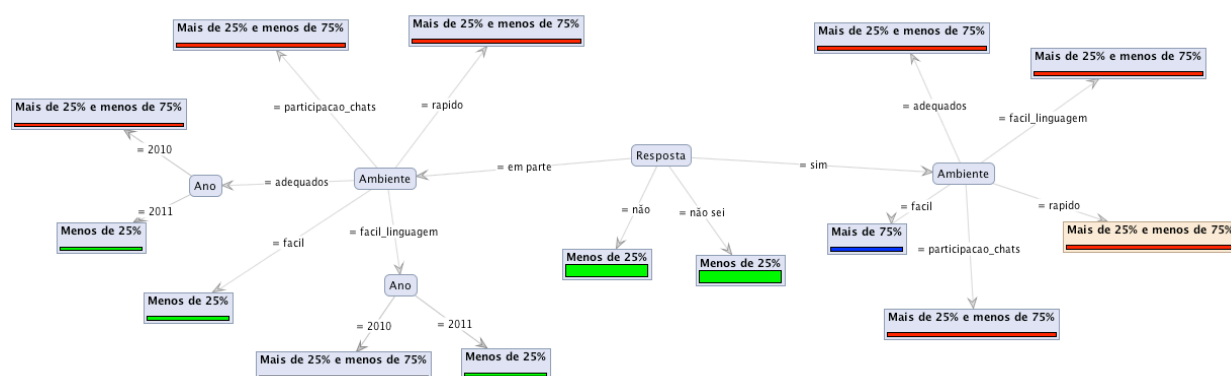 Mais de 25% e menos de 75%
Mais de 25% e menos de 75%
Mais de 25% e menos de 75%
Mais de 25% e menos de 75%
= participacao_chats
= rapido
= adequados
= facil_linguagem
Mais de 25% e menos de 75%
= 2010
Resposta
= em parte
= sim
Ano
= adequados
Ambiente
Ambiente
= 2011
= não
= não sei
= facil
= rapido
Menos de 25%
= facil
= facil_linguagem
Mais de 75%
Mais de 25% e menos de 75%
= participacao_chats
Menos de 25%
Menos de 25%
Ano
Menos de 25%
= 2010
= 2011
Mais de 25% e menos de 75%
Mais de 25% e menos de 75%
Menos de 25%